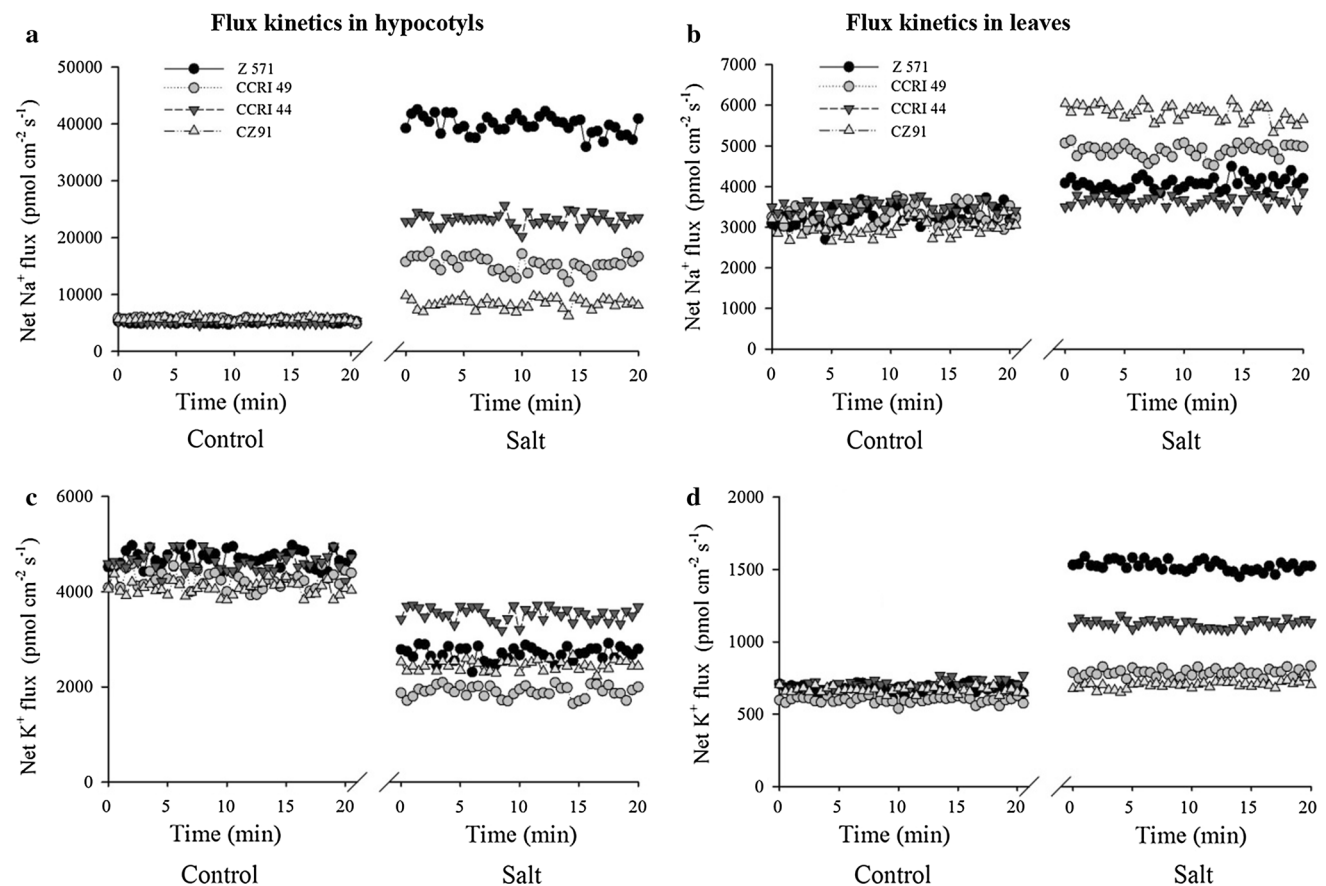 Flux kinetics in hypocotyls
Flux kinetics in leaves
a
Net Na+ flux (pmol cm-2 s-1)
50000
40000
30000
20000
10000
0
Z 571
CCRI 49
CCRI 44
CZ91
0 5 10 15 20 0 5 10 15 20
Time (min) Time (min)
Control Salt
b
Net Na+ flux (pmol cm-2 s-1)
7000
6000
5000
4000
3000
2000
1000
0
Z 571
CCRI 49
CCRI 44
CZ91
0 5 10 15 20 0 5 10 15 20
Time (min) Time (min)
Control Salt
c
Net K+ flux (pmol cm-2 s-1)
6000
4000
2000
0
0 5 10 15 20 0 5 10 15 20
Time (min) Time (min)
Control Salt
d
Net K+ flux (pmol cm-2 s-1)
2000
1500
1000
500
0
0 5 10 15 20 0 5 10 15 20
Time (min) Time (min)
Control Salt